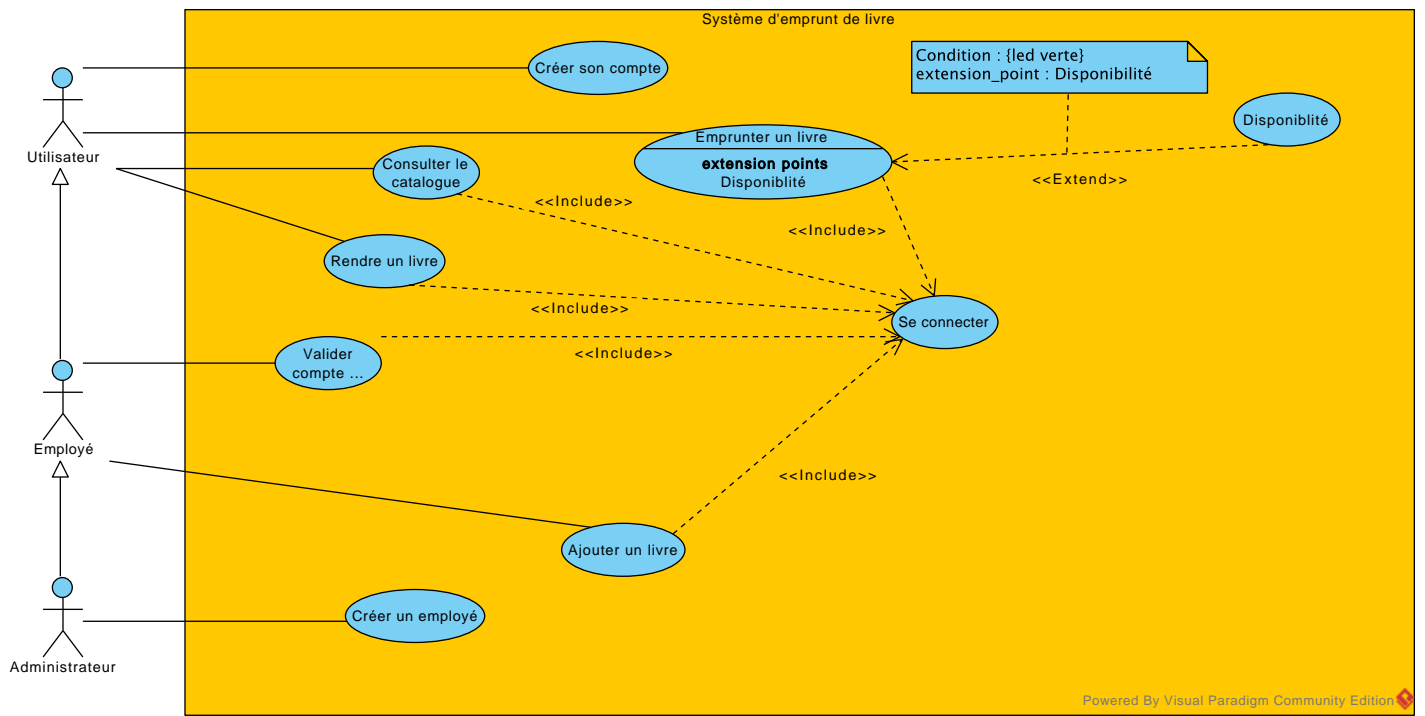 Système d'emprunt de livre
Créer son compte
Condition : {led verte}
extension_point : Disponibilité
Disponiblité
Utilisateur
Emprunter un livre
extension points
Disponiblité
Consulter le
catalogue
<<Extend>>
<<Include>>
<<Include>>
Rendre un livre
<<Include>>
Se connecter
Valider
compte ...
<<Include>>
Employé
<<Include>>
Ajouter un livre
Créer un employé
Administrateur
Powered By Visual Paradigm Community Edition